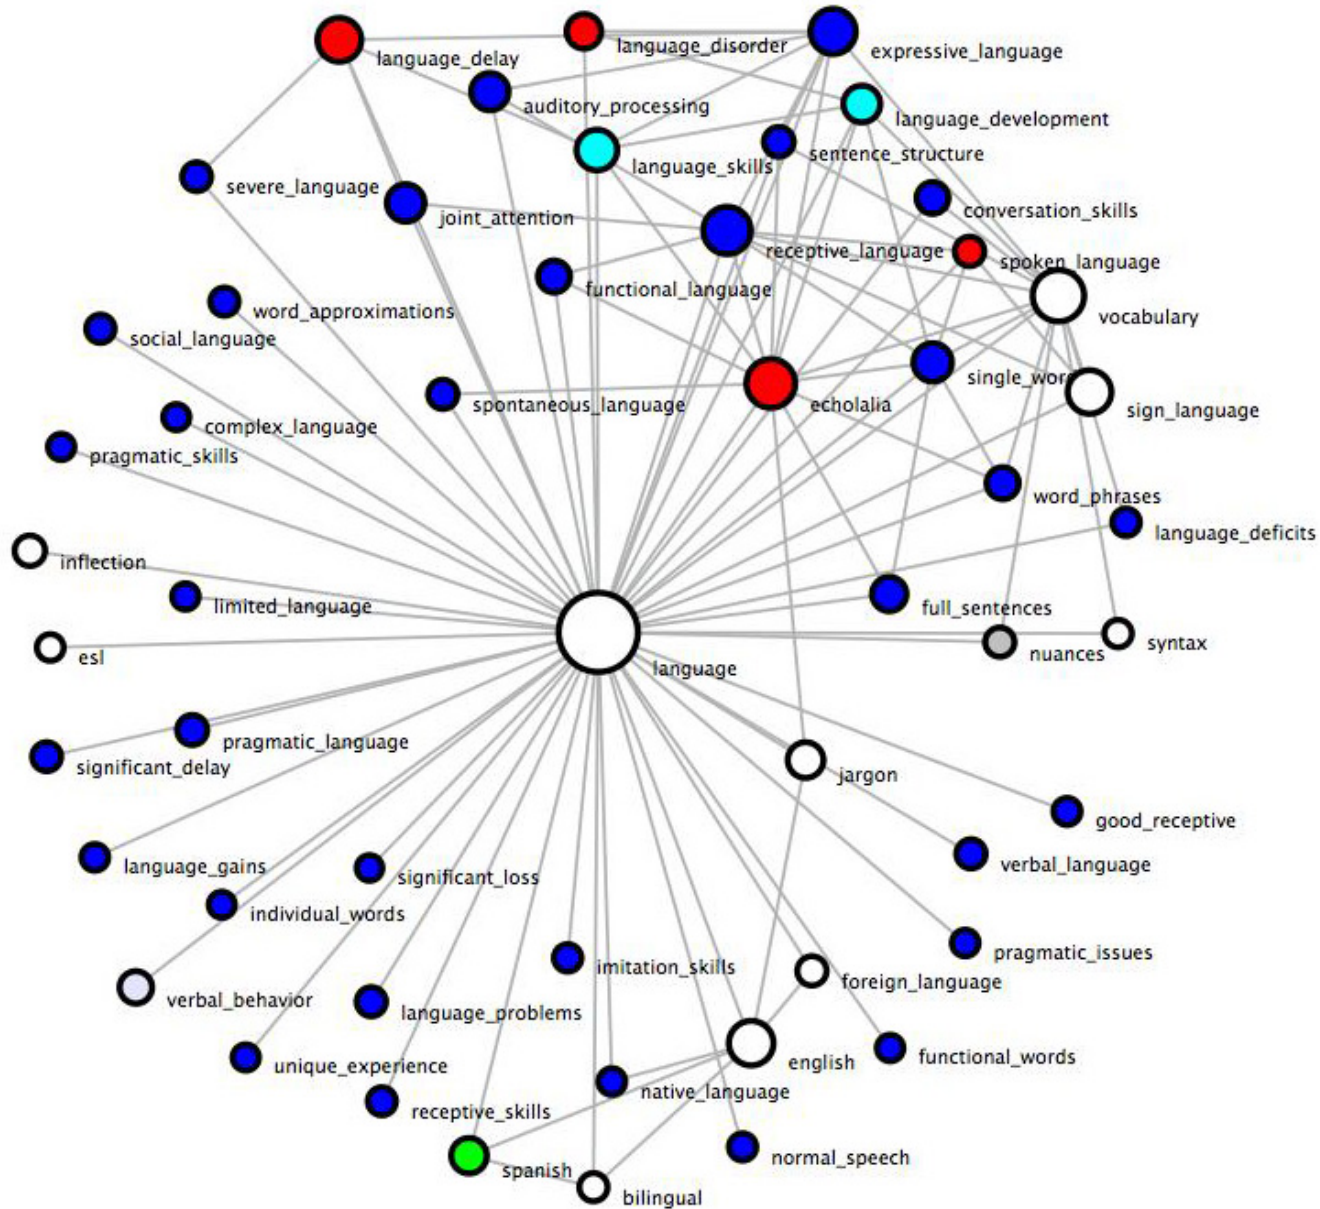 language_delay
language_disorder
expressive_language
auditory_processing
language_development
language_skills
sentence_structure
severe_language
joint_attention
conversation_skills
receptive_language
spoken_language
functional_language
word_approximations
vocabulary
social_language
single_word
spontaneous_language
echolalia
sign_language
complex_language
pragmatic_skills
word_phrases
language_deficits
inflection
limited_language
full_sentences
nuances
syntax
esl
language
pragmatic_language
significant_delay
jargon
good_receptive
language_gains
significant_loss
verbal_language
individual_words
pragmatic_issues
imitation_skills
foreign_language
verbal_behavior
language_problems
unique_experience
english
functional_words
native_language
receptive_skills
normal_speech
spanish
bilingual